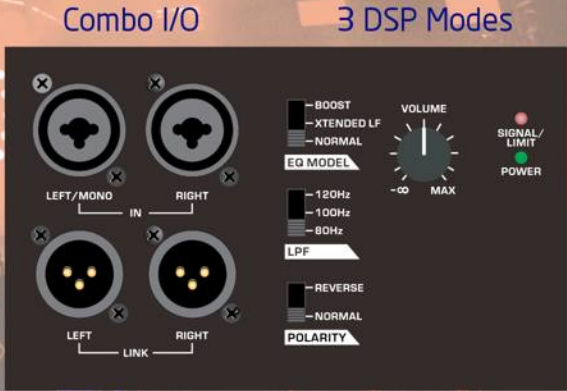 Combo I/O
3 DSP Modes
BOOST
XTENDED LF
NORMAL
EQ MODEL
VOLUME
-∞ MAX
SIGNAL/
LIMIT
POWER
LEFT/MONO
RIGHT
IN
120Hz
100Hz
80Hz
LPF
LEFT
RIGHT
LINK
REVERSE
NORMAL
POLARITY